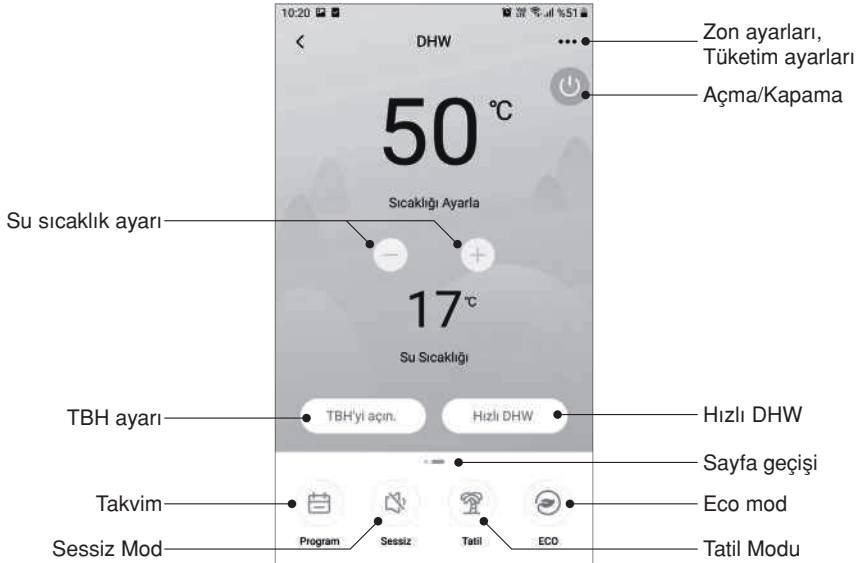 10:20
%51
DHW
Zon ayarları,
Tüketim ayarları
Açma/Kapama
50 °C
Sıcaklığı Ayarla
Su sıcaklık ayarı
17 °C
Su Sıcaklığı
TBH ayarı
TBH'yi açın.
Hızlı DHW
Hızlı DHW
Sayfa geçişi
Takvim
Eco mod
Program
Sessiz
Tatil
ECO
Sessiz Mod
Tatil Modu